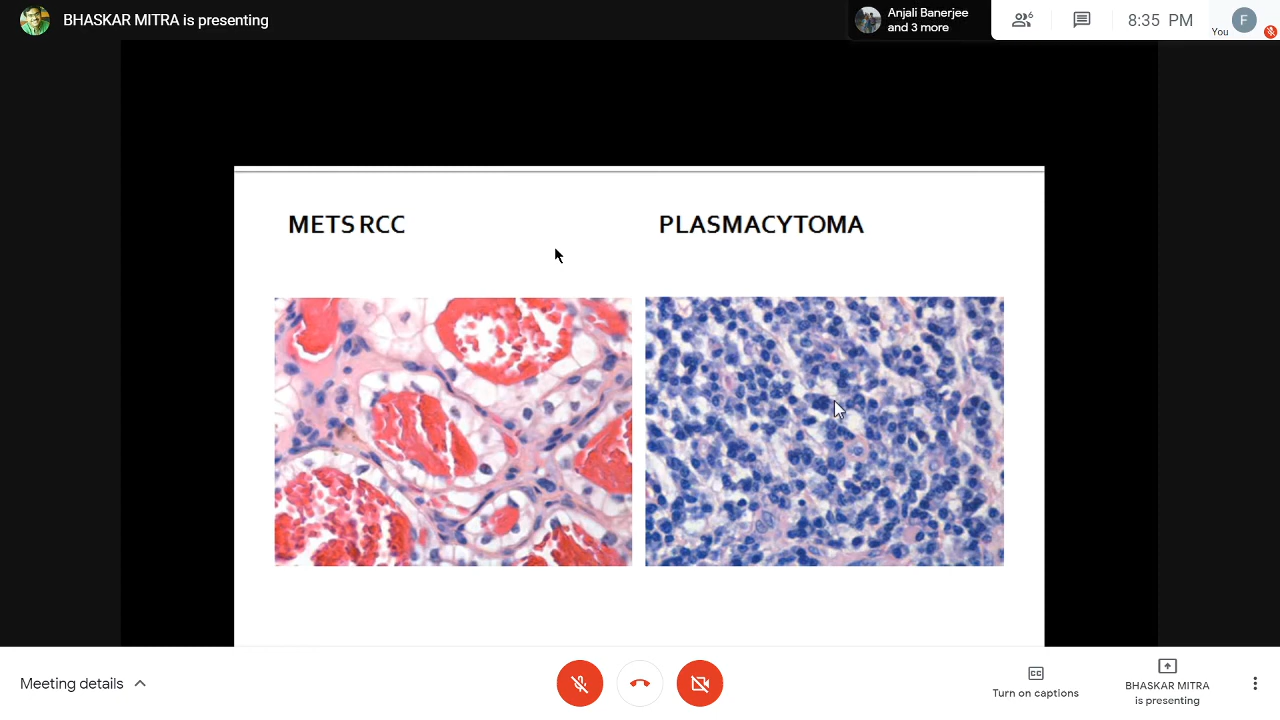 BHASKAR MITRA is presenting
Anjali Banerjee
and 3 more
6
8:35 PM
You
F
METS RCC
PLASMACYTOMA
Meeting details
CC
Turn on captions
BHASKAR MITRA
is presenting